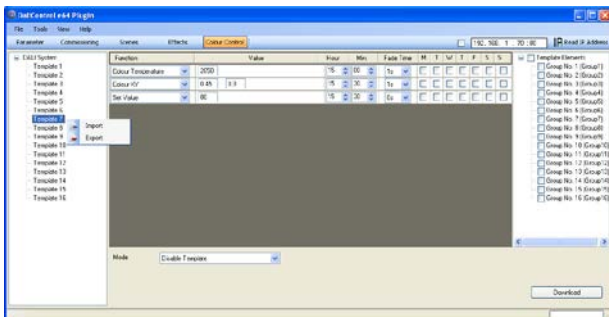 DaliControl e64 Plugin
File Tools View Help
Parameter Commissioning Scenes Effects Colour Control 192.168. 1 . 70 :80 Read IP Address
DALI System
Template 1
Template 2
Template 3
Template 4
Template 5
Template 6
Template 7
Template 8
Template 9
Template 10
Template 11
Template 12
Template 13
Template 14
Template 15
Template 16
Import
Export
Function Value Hour Min. Fade Time M T W T F S S
Colour Temperature 15 00 1s
Colour XY 0.45 0.3 15 30 1s
Set Value 80 15 30
Mode Disable Template
Template Elements
Group No. 1 (Group1)
Group No. 2 (Group2)
Group No. 3 (Group3)
Group No. 4 (Group4)
Group No. 5 (Group5)
Group No. 6 (Group6)
Group No. 7 (Group7)
Group No. 8 (Group8)
Group No. 9 (Group9)
Group No. 10 (Group10)
Group No. 11 (Group11)
Group No. 12 (Group12)
Group No. 13 (Group13)
Group No. 14 (Group14)
Group No. 15 (Group15)
Group No. 16 (Group16)
Download